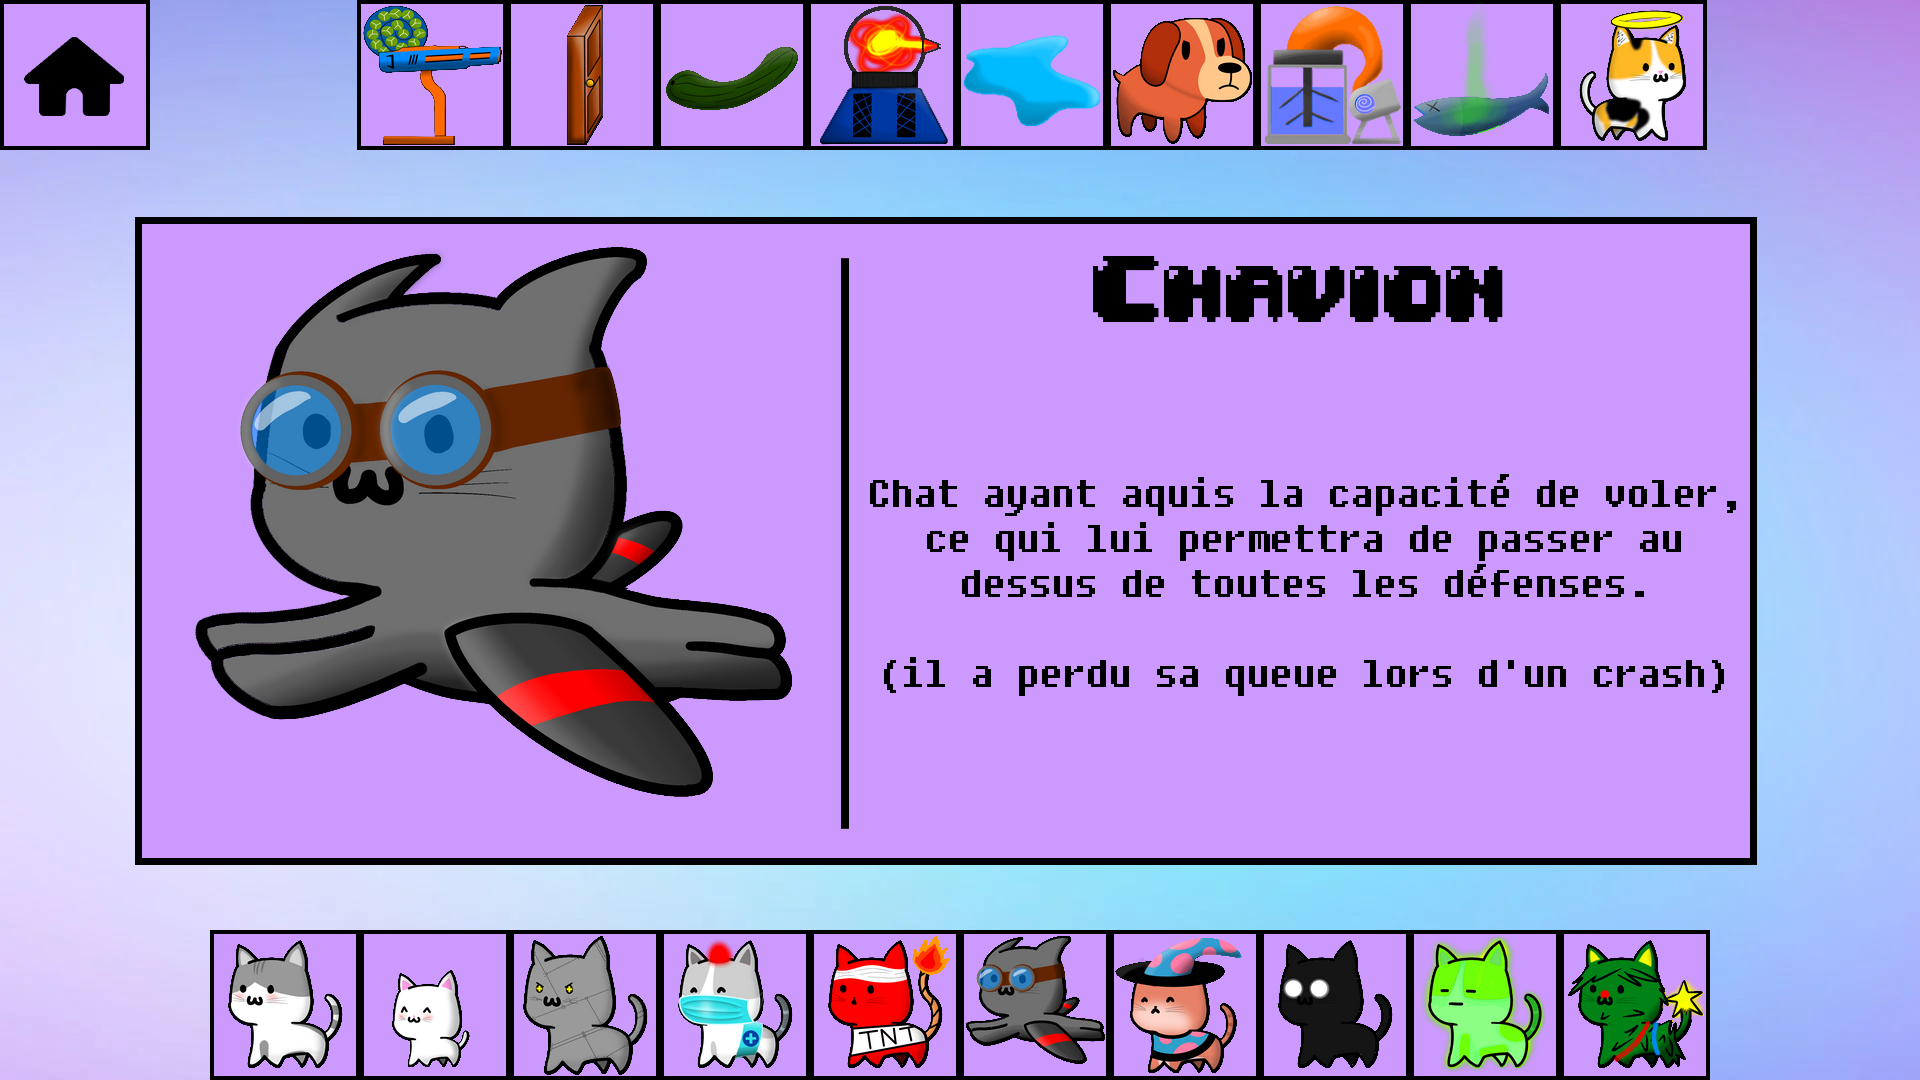 Chavion
Chat ayant aquis la capacité de voler,
ce qui lui permettra de passer au
dessus de toutes les défenses.
(il a perdu sa queue lors d'un crash)
TNT